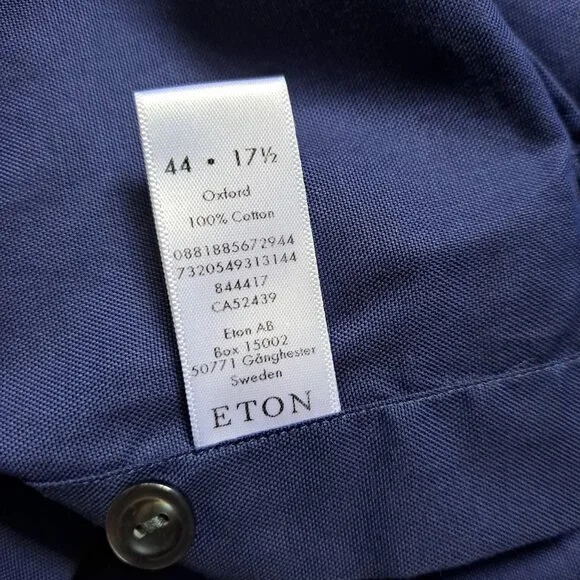 44 • 17½
Oxford
100% Cotton
0881885672944
7320549313144
844417
CA52439
Eton AB
Box 15002
50771 Gånghester
Sweden
ETON